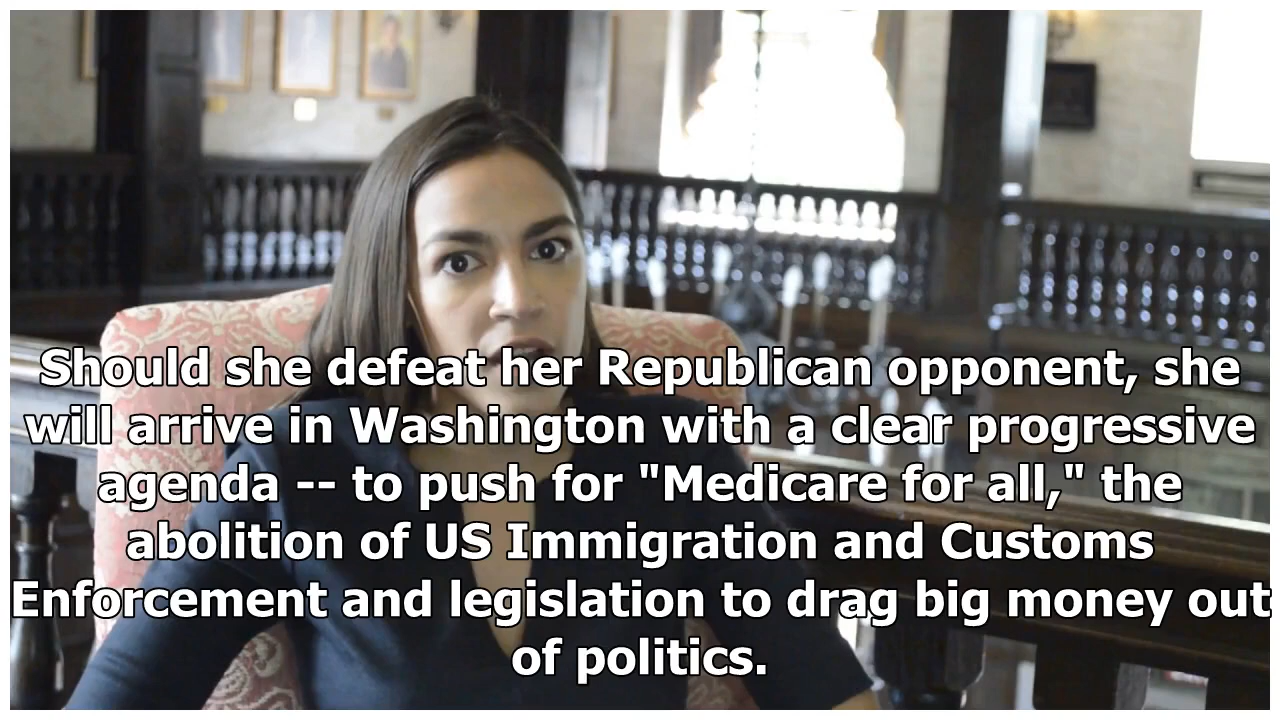 Should she defeat her Republican opponent, she
will arrive in Washington with a clear progressive
agenda -- to push for "Medicare for all," the
abolition of US Immigration and Customs
Enforcement and legislation to drag big money out
of politics.